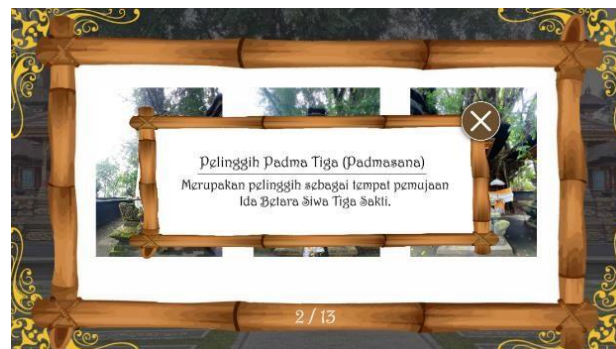 Pelinggih Padma Tiga (Padmasana)
Merupakan pelinggih sebagai tempat pemujaan
Ida Betara Siwa Tiga Sakti.
2 / 13